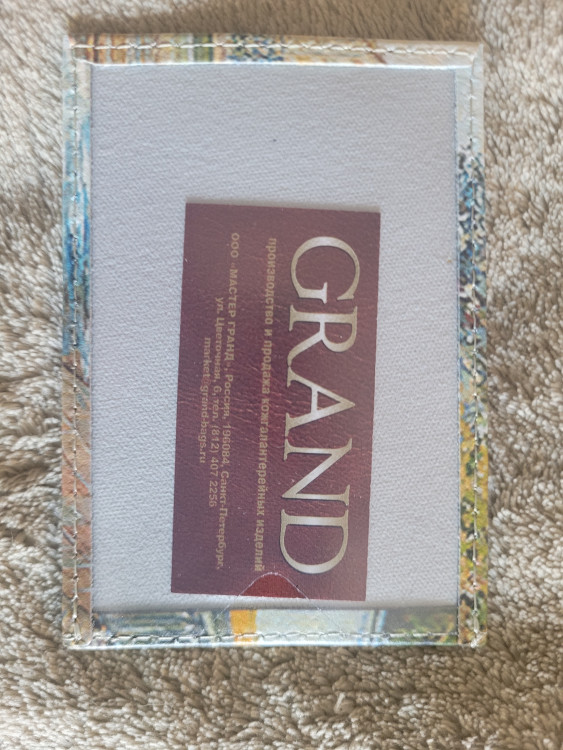 GRAND
производство и продажа кожгалантерейных изделий
ООО «МАСТЕР ГРАНД», Россия, 196084, Санкт-Петербург,
ул. Цветочная, 6, тел. (812) 407 2256
market. grand-bags.ru